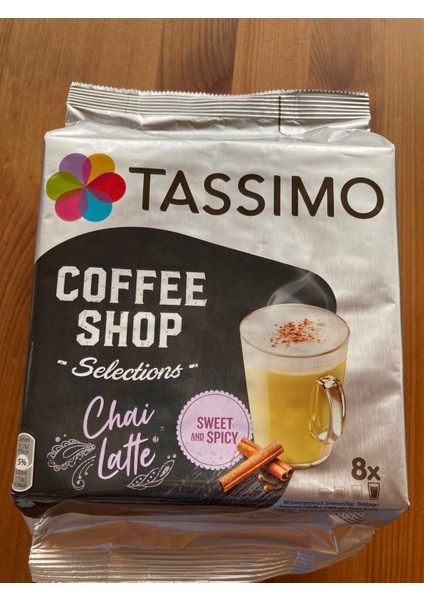 TASSIMO
COFFEE
SHOP
- Selections -
Chai
Latte
SWEET
AND SPICY
5%
8x